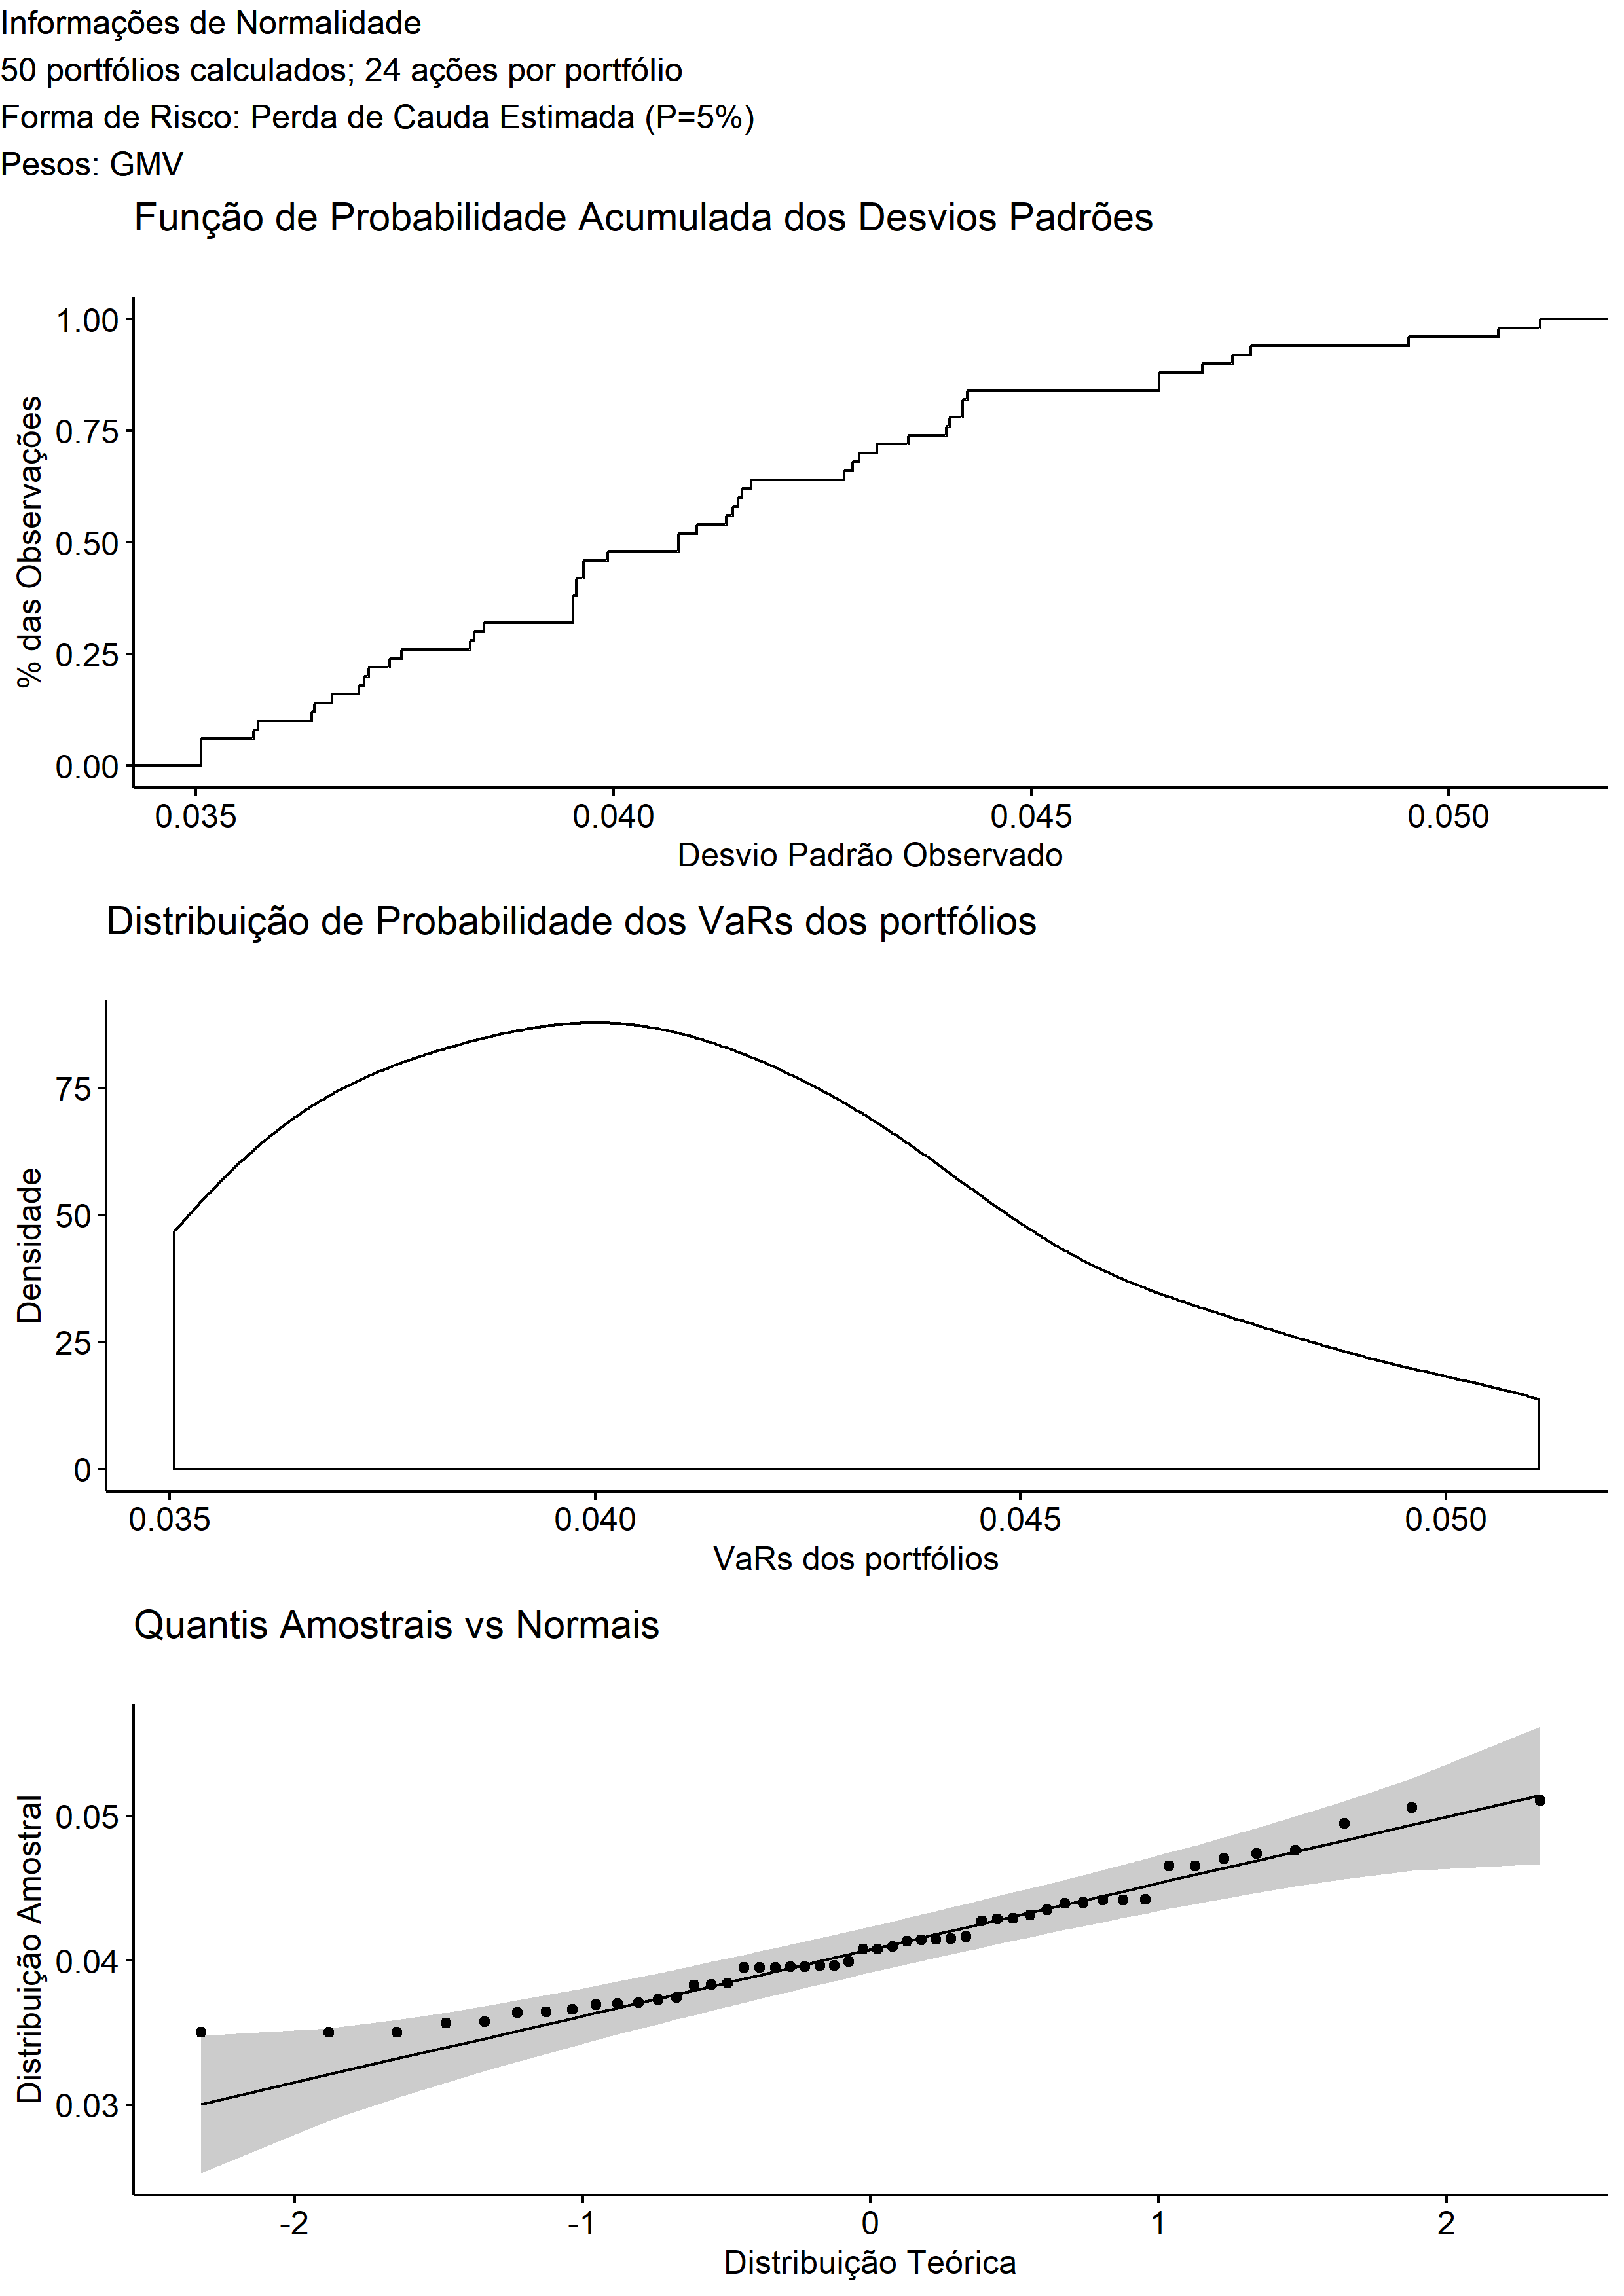 Informações de Normalidade
50 portfólios calculados; 24 ações por portfólio
Forma de Risco: Perda de Cauda Estimada (P=5%)
Pesos: GMV
Função de Probabilidade Acumulada dos Desvios Padrões
% das Observações
1.00
0.75
0.50
0.25
0.00
0.035 0.040 0.045 0.050
Desvio Padrão Observado
Distribuição de Probabilidade dos VaRs dos portfólios
Densidade
75
50
25
0
0.035 0.040 0.045 0.050
VaRs dos portfólios
Quantis Amostrais vs Normais
Distribuição Amostral
0.05
0.04
0.03
-2 -1 0 1 2
Distribuição Teórica